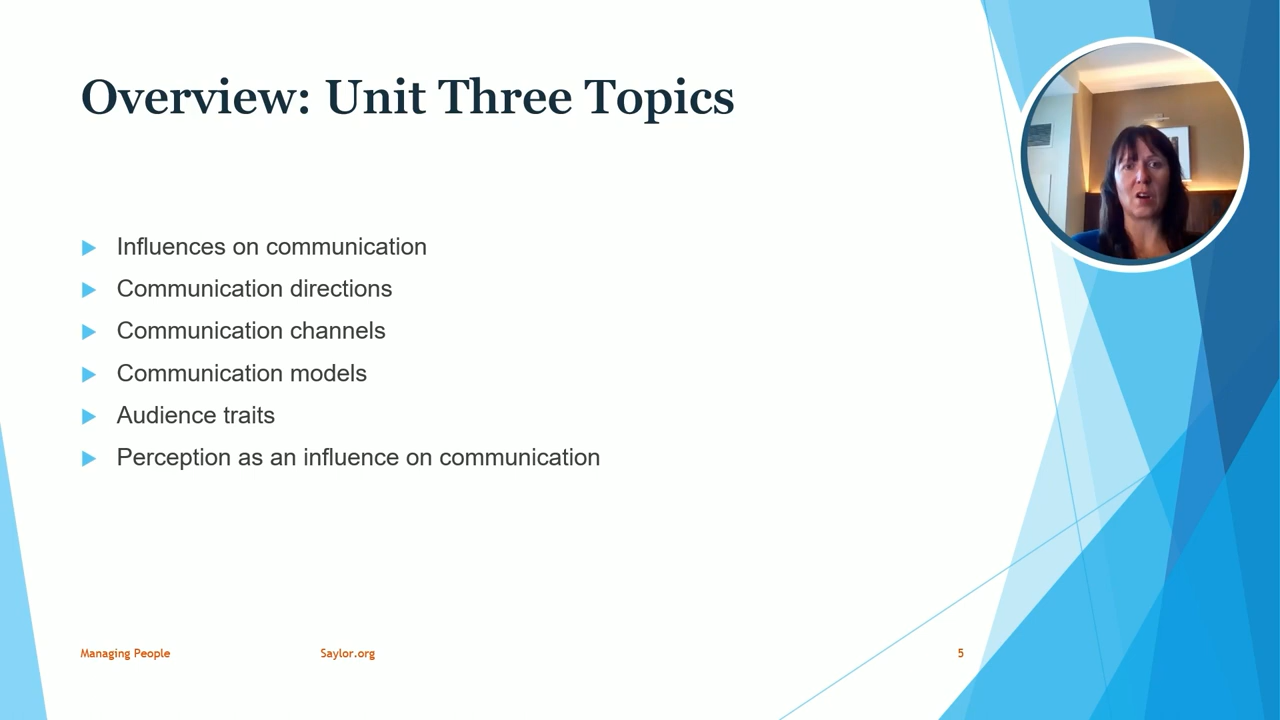 Overview: Unit Three Topics
Influences on communication
Communication directions
Communication channels
Communication models
Audience traits
Perception as an influence on communication
Managing People
Saylor.org
5